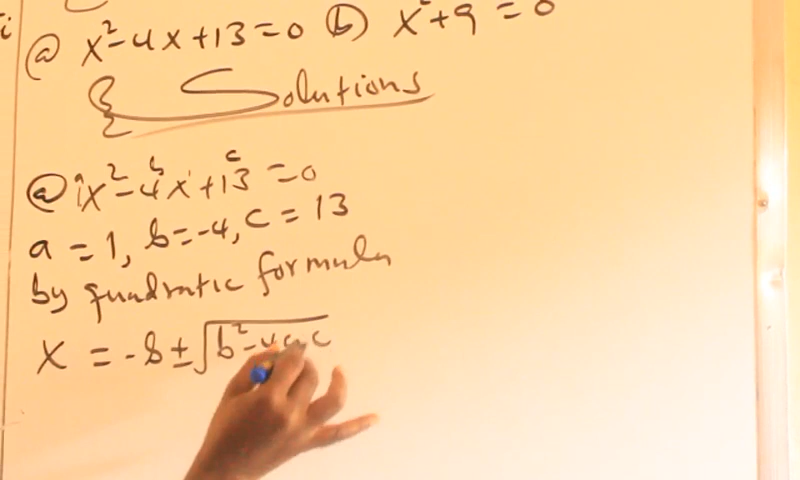 ⓐ x²-4x+13=0 ⓑ x²+9=0
Solutions
ⓐ 1x²-4x+13=0
a b c
a=1, b=-4, c=13
by quadratic formula
x = -b±√b²-4ac